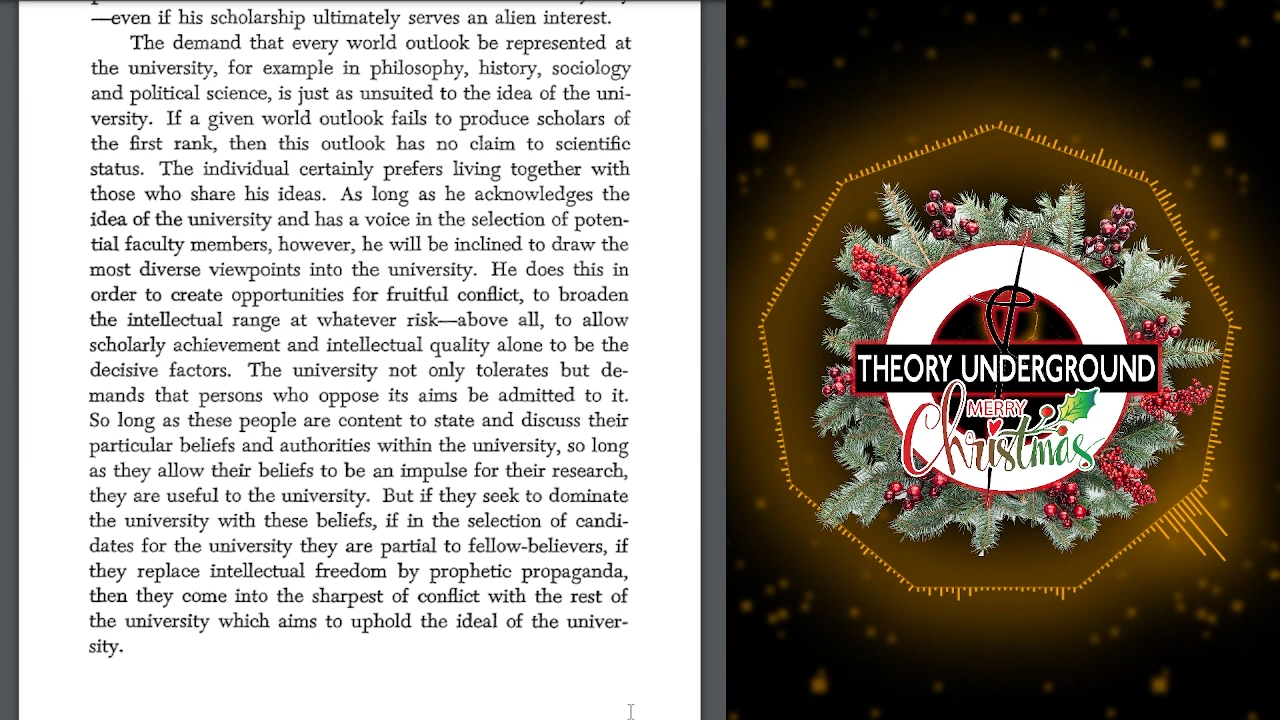 —even if his scholarship ultimately serves an alien interest.
The demand that every world outlook be represented at
the university, for example in philosophy, history, sociology
and political science, is just as unsuited to the idea of the uni-
versity. If a given world outlook fails to produce scholars of
the first rank, then this outlook has no claim to scientific
status. The individual certainly prefers living together with
those who share his ideas. As long as he acknowledges the
idea of the university and has a voice in the selection of poten-
tial faculty members, however, he will be inclined to draw the
most diverse viewpoints into the university. He does this in
order to create opportunities for fruitful conflict, to broaden
the intellectual range at whatever risk—above all, to allow
scholarly achievement and intellectual quality alone to be the
decisive factors. The university not only tolerates but de-
mands that persons who oppose its aims be admitted to it.
So long as these people are content to state and discuss their
particular beliefs and authorities within the university, so long
as they allow their beliefs to be an impulse for their research,
they are useful to the university. But if they seek to dominate
the university with these beliefs, if in the selection of candi-
dates for the university they are partial to fellow-believers, if
they replace intellectual freedom by prophetic propaganda,
then they come into the sharpest of conflict with the rest of
the university which aims to uphold the ideal of the univer-
sity.
THEORY UNDERGROUND
MERRY
Christmas